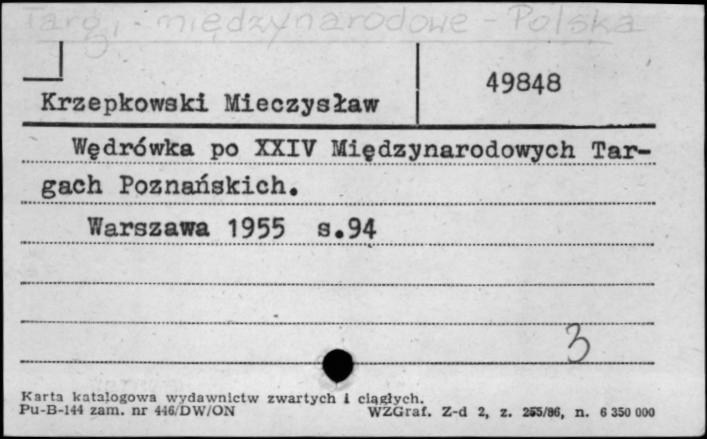 Targi międzynarodowe - Polska
49848
Krzepkowski Mieczysław
Wędrówka po XXIV Międzynarodowych Tar-
gach Poznańskich.
Warszawa 1955 s.94
3
Karta katalogowa wydawnictw zwartych i ciągłych.
Pu-B-144 zam. nr 446/DW/ON WZGraf. Z-d 2, z. 255/86, n. 6 350 000